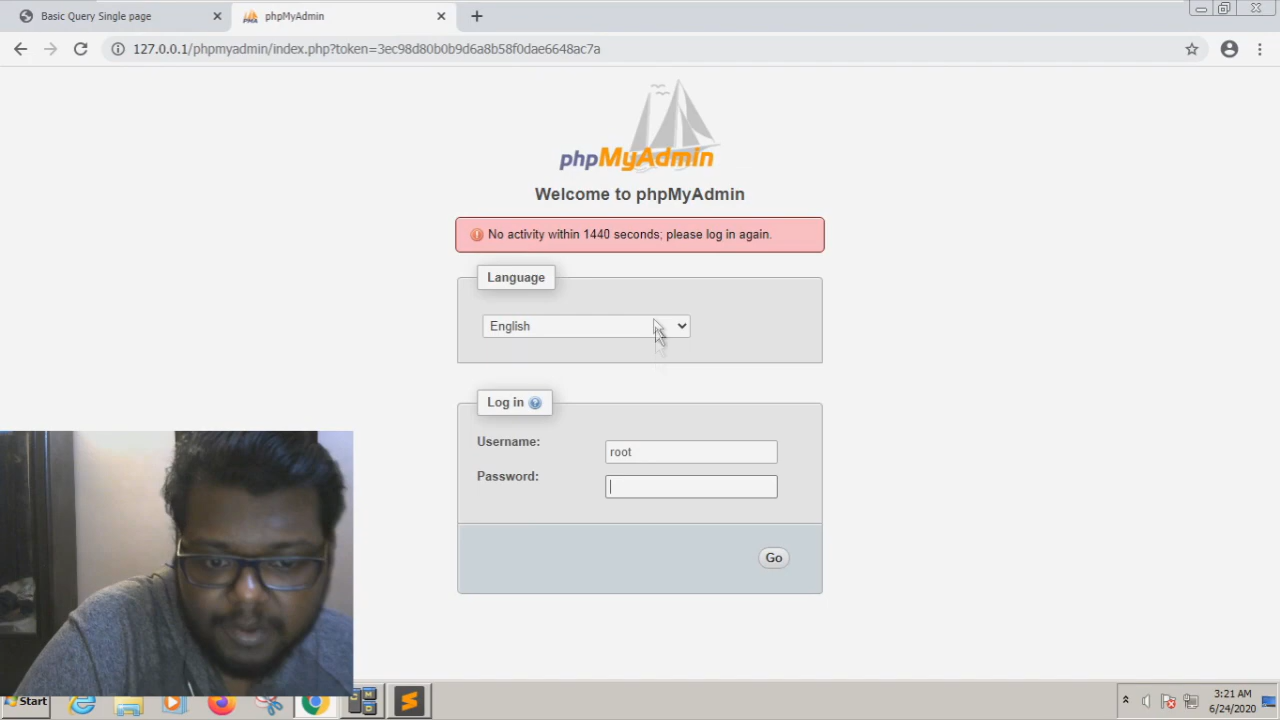 Basic Query Single page
PMA
phpMyAdmin
127.0.0.1/phpmyadmin/index.php?token=3ec98d80b0b9d6a8b58f0dae6648ac7a
phpMyAdmin
Welcome to phpMyAdmin
No activity within 1440 seconds; please log in again.
Language
English
Log in
Username:
root
Password:
Go
Start
3:21 AM
6/24/2020